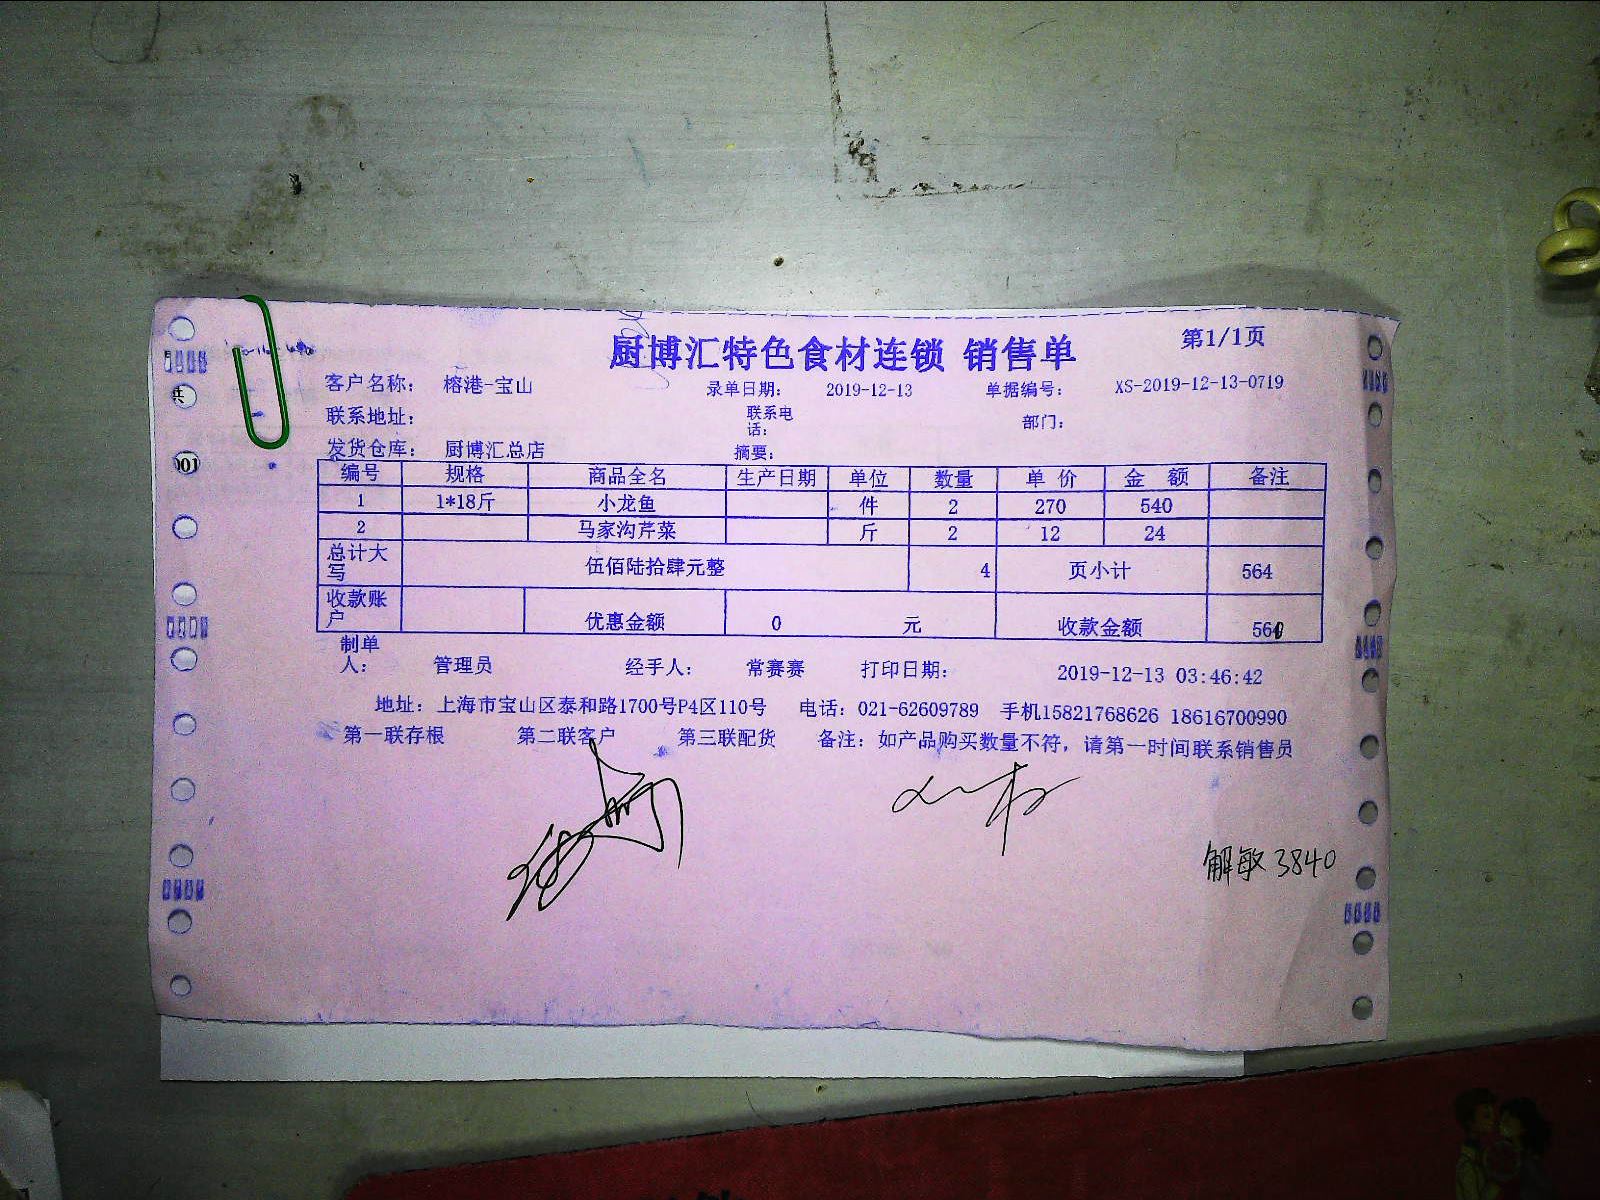 厨博汇特色食材连锁 销售单
第1/1页
客户名称： 榕港-宝山 录单日期： 2019-12-13 单据编号： XS-2019-12-13-0719
联系地址： 联系电话： 部门：
发货仓库： 厨博汇总店 摘要：
编号 规格 商品全名 生产日期 单位 数量 单 价 金 额 备注
1 1*18斤 小龙鱼 件 2 270 540
2 马家沟芹菜 斤 2 12 24
总计大写 伍佰陆拾肆元整 4 页小计 564
收款账户 优惠金额 0 元 收款金额 560
制单人： 管理员 经手人： 常赛赛 打印日期： 2019-12-13 03:46:42
地址：上海市宝山区泰和路1700号P4区110号 电话：021-62609789 手机15821768626 18616700990
第一联存根 第二联客户 第三联配货 备注：如产品购买数量不符，请第一时间联系销售员
解敏 3840